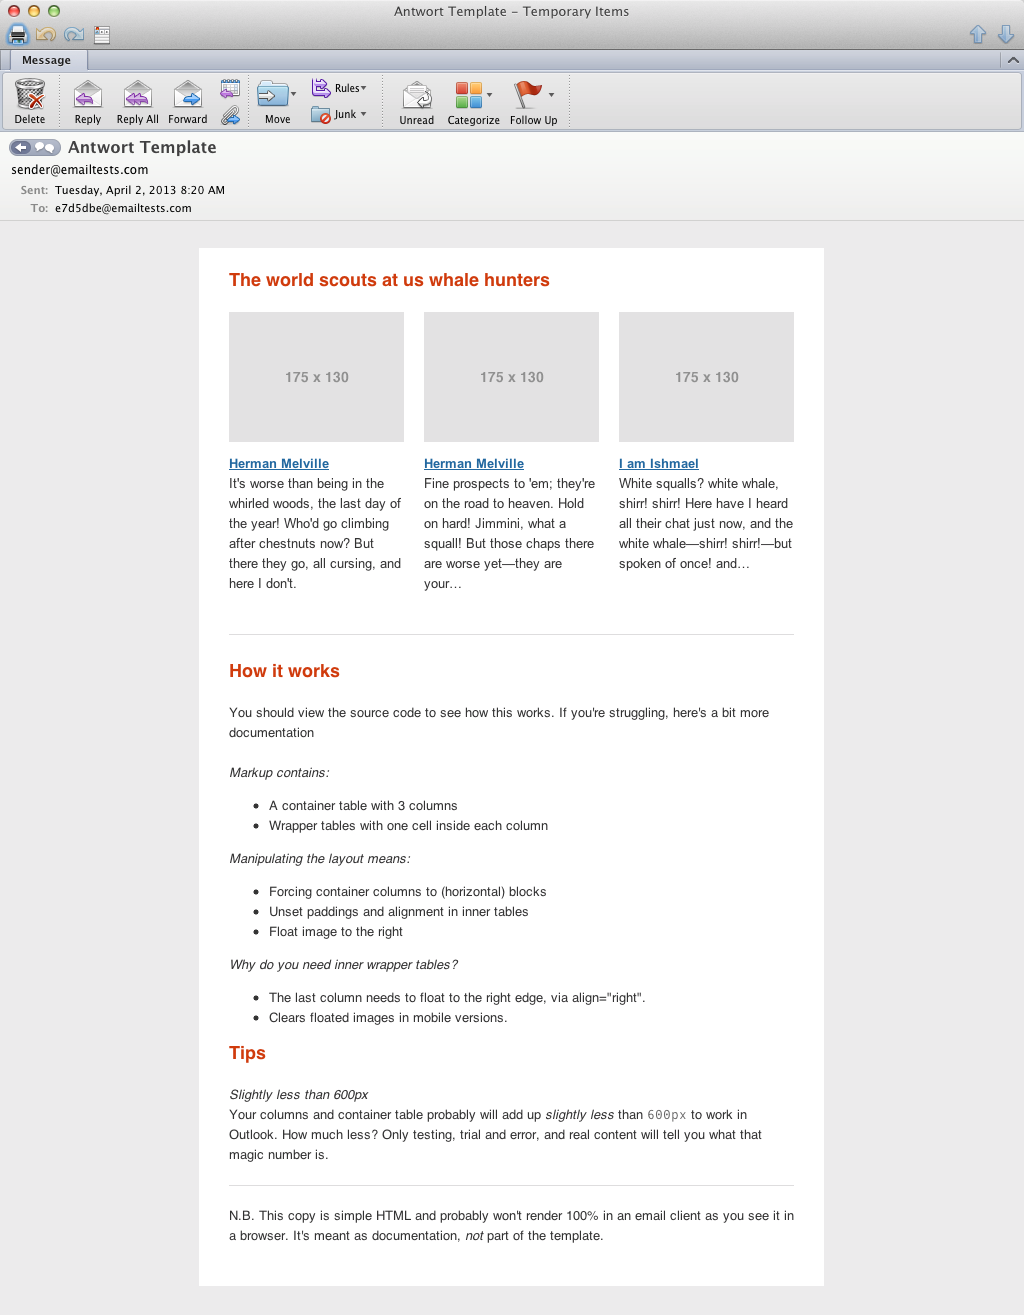 Antwort Template – Temporary Items
Message
Delete
Reply
Reply All
Forward
Move
Rules
Junk
Unread
Categorize
Follow Up
Antwort Template
sender@emailtests.com
Sent: Tuesday, April 2, 2013 8:20 AM
To: e7d5dbe@emailtests.com
The world scouts at us whale hunters
175 x 130
Herman Melville
It's worse than being in the
whirled woods, the last day of
the year! Who'd go climbing
after chestnuts now? But
there they go, all cursing, and
here I don't.
175 x 130
Herman Melville
Fine prospects to 'em; they're
on the road to heaven. Hold
on hard! Jimmini, what a
squall! But those chaps there
are worse yet—they are
your…
175 x 130
I am Ishmael
White squalls? white whale,
shirr! shirr! Here have I heard
all their chat just now, and the
white whale—shirr! shirr!—but
spoken of once! and…
How it works
You should view the source code to see how this works. If you're struggling, here's a bit more
documentation
Markup contains:
• A container table with 3 columns
• Wrapper tables with one cell inside each column
Manipulating the layout means:
• Forcing container columns to (horizontal) blocks
• Unset paddings and alignment in inner tables
• Float image to the right
Why do you need inner wrapper tables?
• The last column needs to float to the right edge, via align="right".
• Clears floated images in mobile versions.
Tips
Slightly less than 600px
Your columns and container table probably will add up slightly less than 600px to work in
Outlook. How much less? Only testing, trial and error, and real content will tell you what that
magic number is.
N.B. This copy is simple HTML and probably won't render 100% in an email client as you see it in
a browser. It's meant as documentation, not part of the template.